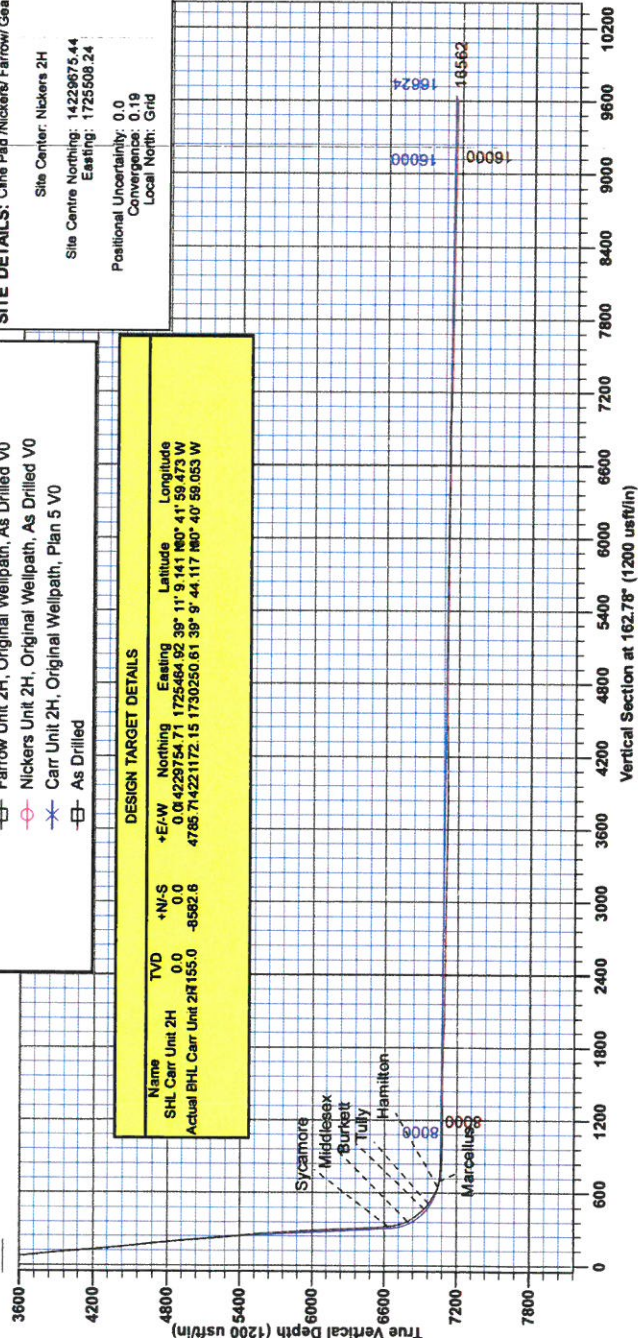 Farrow Unit 2H, Original Wellpath, As Drilled V0
Nickers Unit 2H, Original Wellpath, As Drilled V0
Carr Unit 2H, Original Wellpath, Plan 5 V0
As Drilled
SITE DETAILS: Cline Pad /Nickers/ Farrow/
Site Center: Nickers 2H
Site Centre Northing: 14229675.44
Easting: 1725508.24
Positional Uncertainity: 0.0
Convergence: 0.19
Local North: Grid
DESIGN TARGET DETAILS
Name TVD +N/-S +E/-W Northing Easting Latitude Longitude
SHL Carr Unit 2H 0.0 0.0 0.0 14229754.71 1725464.92 39° 11' 9.141 N 80° 41' 59.473 W
Actual BHL Carr Unit 2H 7155.0 -8582.6 4785.7 14221172.15 1730250.61 39° 9' 44.117 N 80° 40' 59.053 W
3600
4200
4800
5400
6000
6600
7200
7800
True Vertical Depth (1200 usft/in)
Sycamore
Middlesex
Burkett
Tully
Hamilton
Marcellus
8000
8000
16000
16000
16624
16562
0 600 1200 1800 2400 3000 3600 4200 4800 5400 6000 6600 7200 7800 8400 9000 9600 10200
Vertical Section at 162.78° (1200 usft/in)